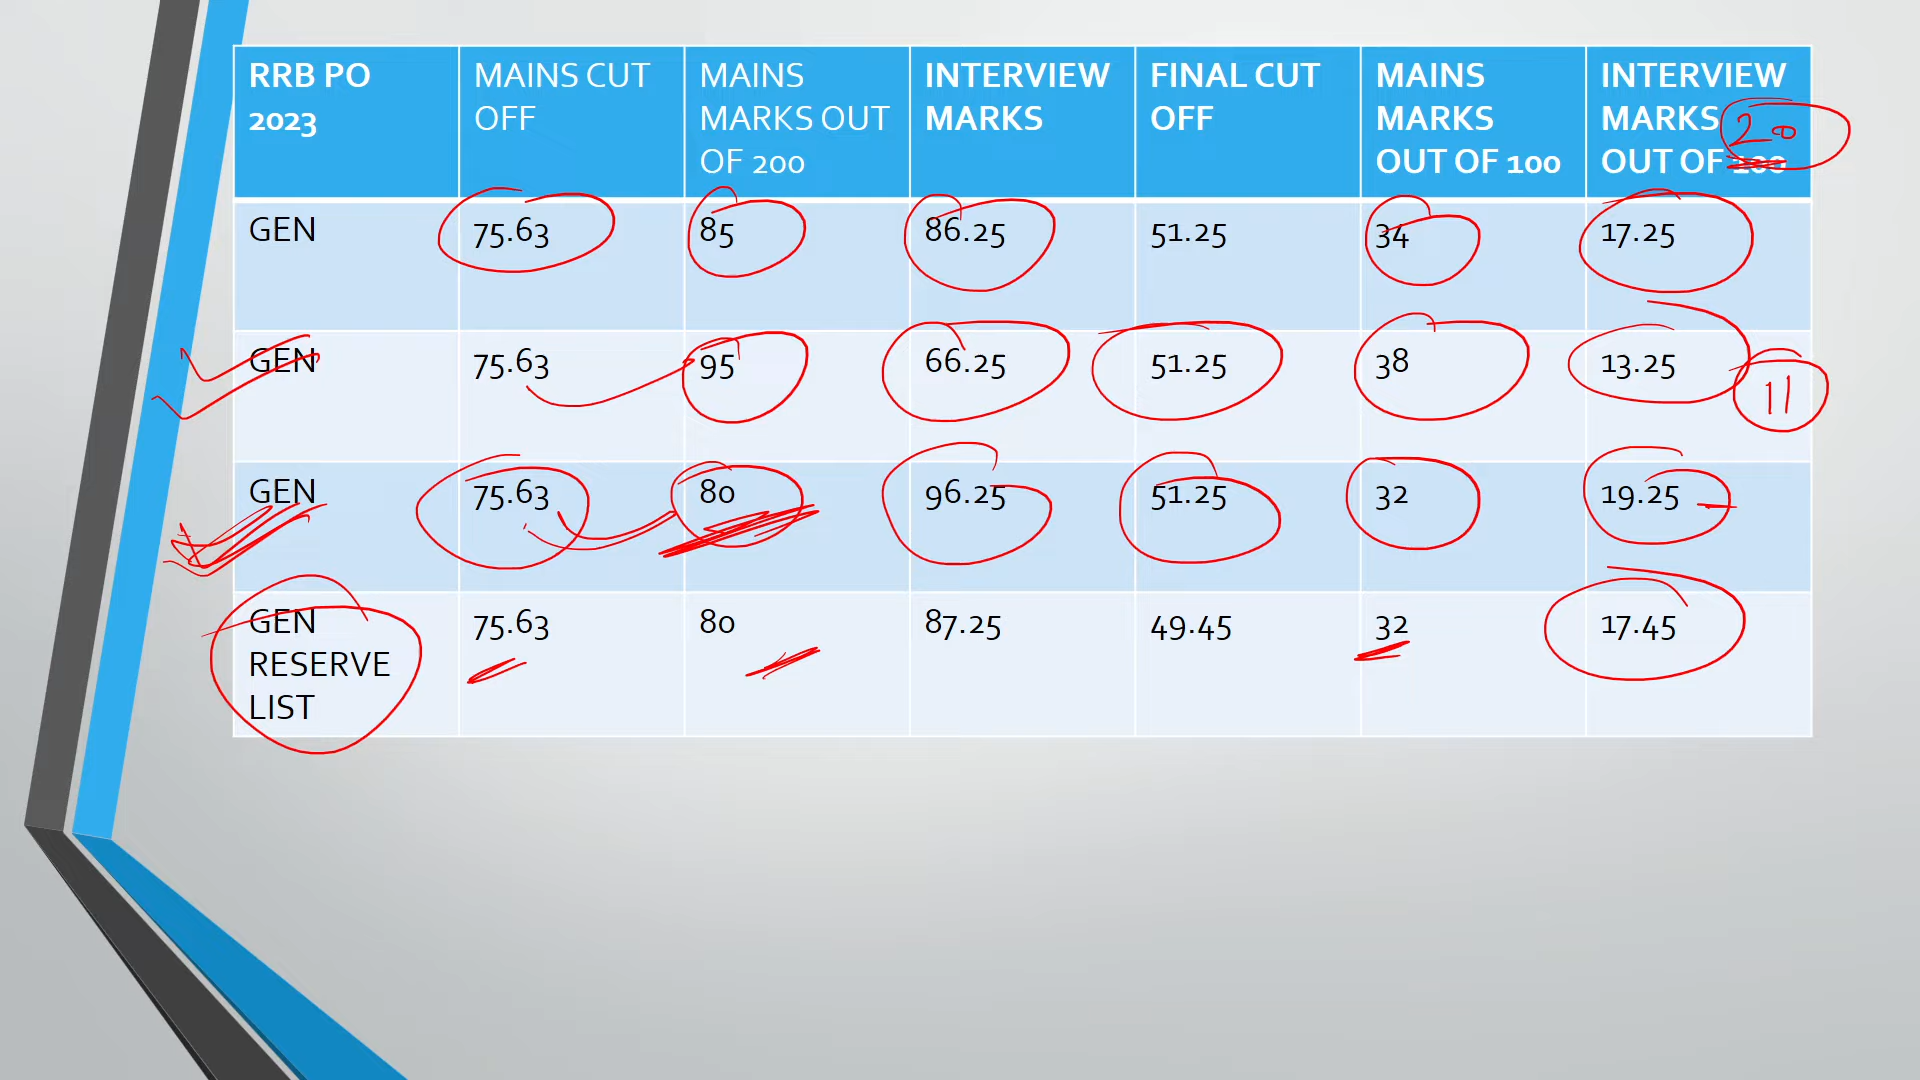 RRB PO
2023
MAINS CUT
OFF
MAINS
MARKS OUT
OF 200
INTERVIEW
MARKS
FINAL CUT
OFF
MAINS
MARKS
OUT OF 100
INTERVIEW
MARKS
OUT OF
20
GEN
75.63
85
86.25
51.25
34
17.25
GEN
75.63
95
66.25
51.25
38
13.25
11
GEN
75.63
80
96.25
51.25
32
19.25
GEN
RESERVE
LIST
75.63
80
87.25
49.45
32
17.45